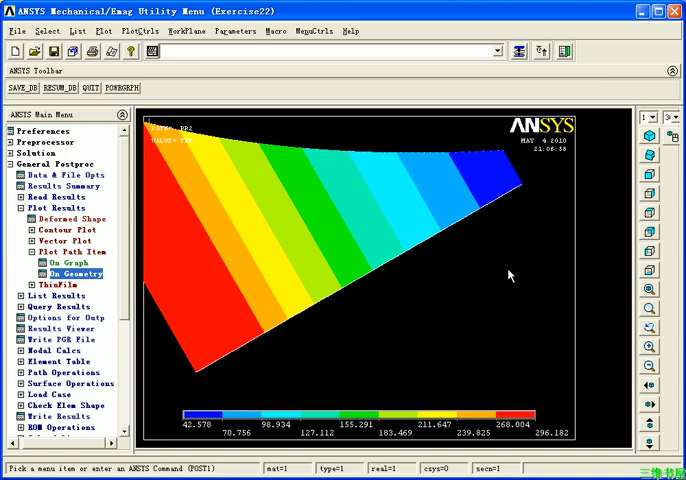 ANSYS Mechanical/Emag Utility Menu (Exercise22)
File Select List Plot PlotCtrls WorkPlane Parameters Macro MenuCtrls Help
ANSYS Toolbar
SAVE_DB RESUM_DB QUIT POWRGRPH
ANSYS Main Menu
Preferences
Preprocessor
Solution
General Postproc
Data & File Opts
Results Summary
Read Results
Plot Results
Deformed Shape
Contour Plot
Vector Plot
Plot Path Item
On Graph
On Geometry
ThinFilm
List Results
Query Results
Options for Outp
Results Viewer
Write PGR File
Nodal Calcs
Element Table
Path Operations
Surface Operations
Load Case
Check Elem Shape
Write Results
ROM Operations
1
ANSYS
MAY 4 2010
21:06:58
42.578 98.934 155.291 211.647 268.004
70.756 127.112 183.469 239.825 296.182
Pick a menu item or enter an ANSYS Command (POST1) mat=1 type=1 real=1 csys=0 secn=1
三维书屋